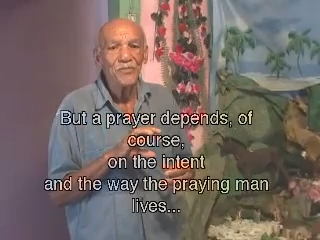 But a prayer depends, of
course,
on the intent
and the way the praying man
lives...